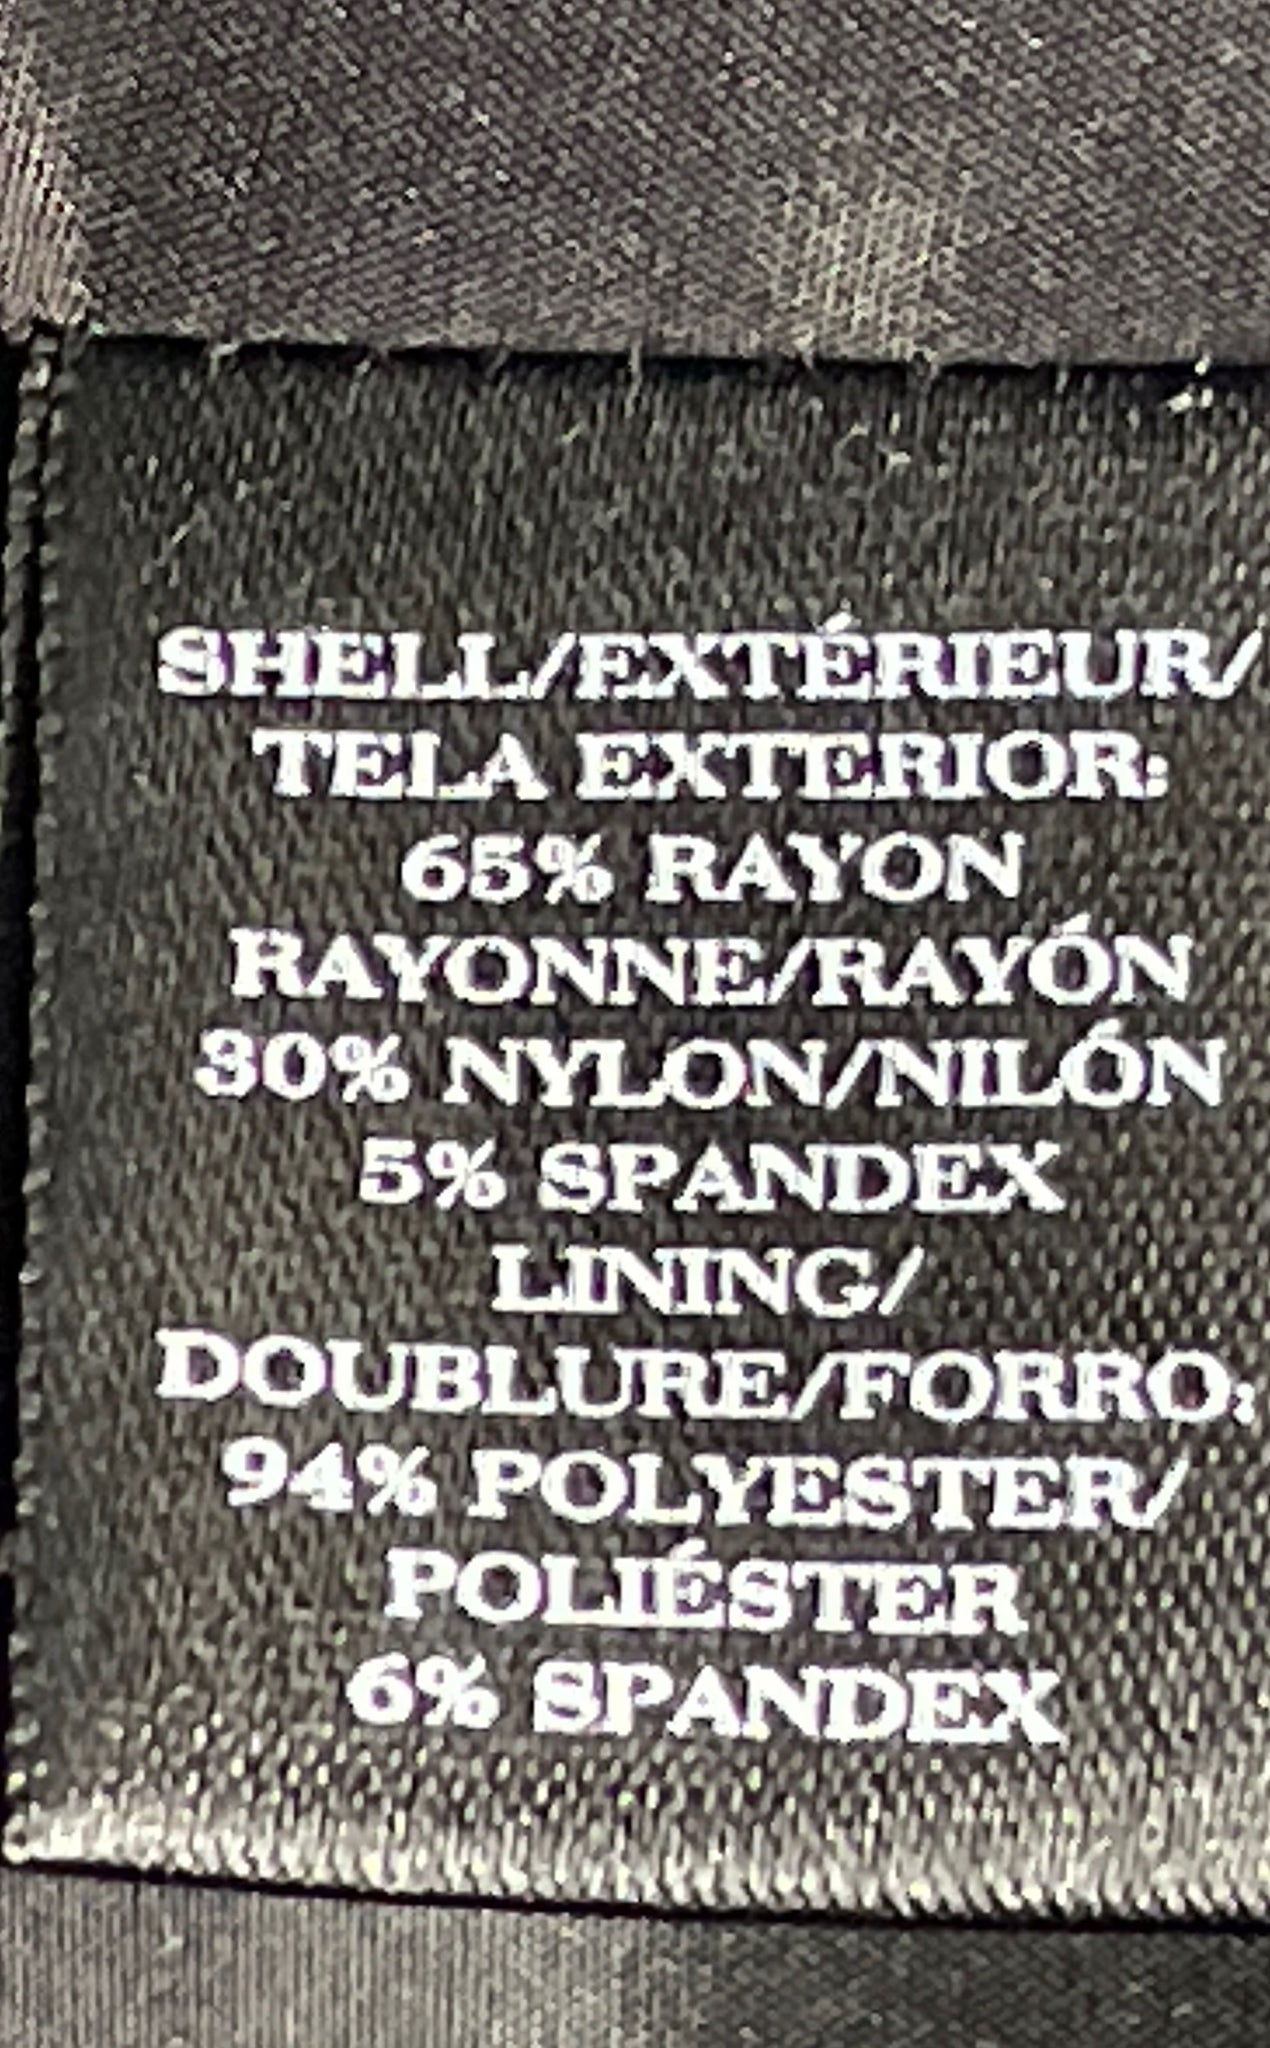 SHELL/EXTÉRIEUR/
TELA EXTERIOR:
65% RAYON
RAYONNE/RAYÓN
30% NYLON/NILÓN
5% SPANDEX
LINING/
DOUBLURE/FORRO:
94% POLYESTER/
POLIÉSTER
6% SPANDEX